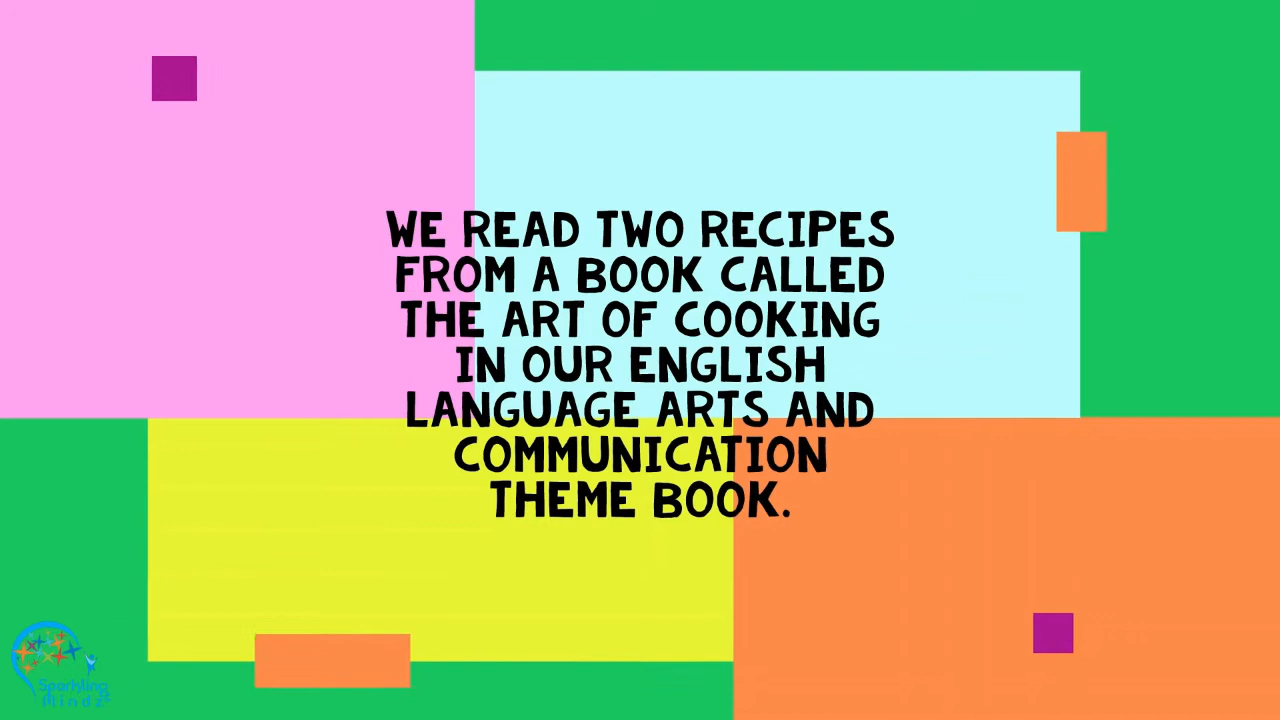 WE READ TWO RECIPES
FROM A BOOK CALLED
THE ART OF COOKING
IN OUR ENGLISH
LANGUAGE ARTS AND
COMMUNICATION
THEME BOOK.
Sparkling
Mindz